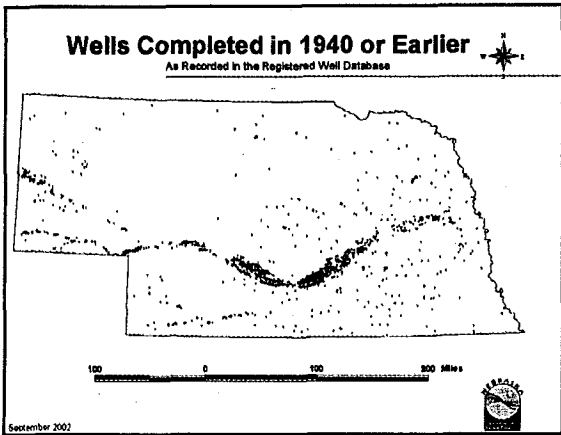 Wells Completed in 1940 or Earlier
As Recorded in the Registered Well Database
N
W E
S
100 0 100 200 Miles
NEBRASKA
September 2002